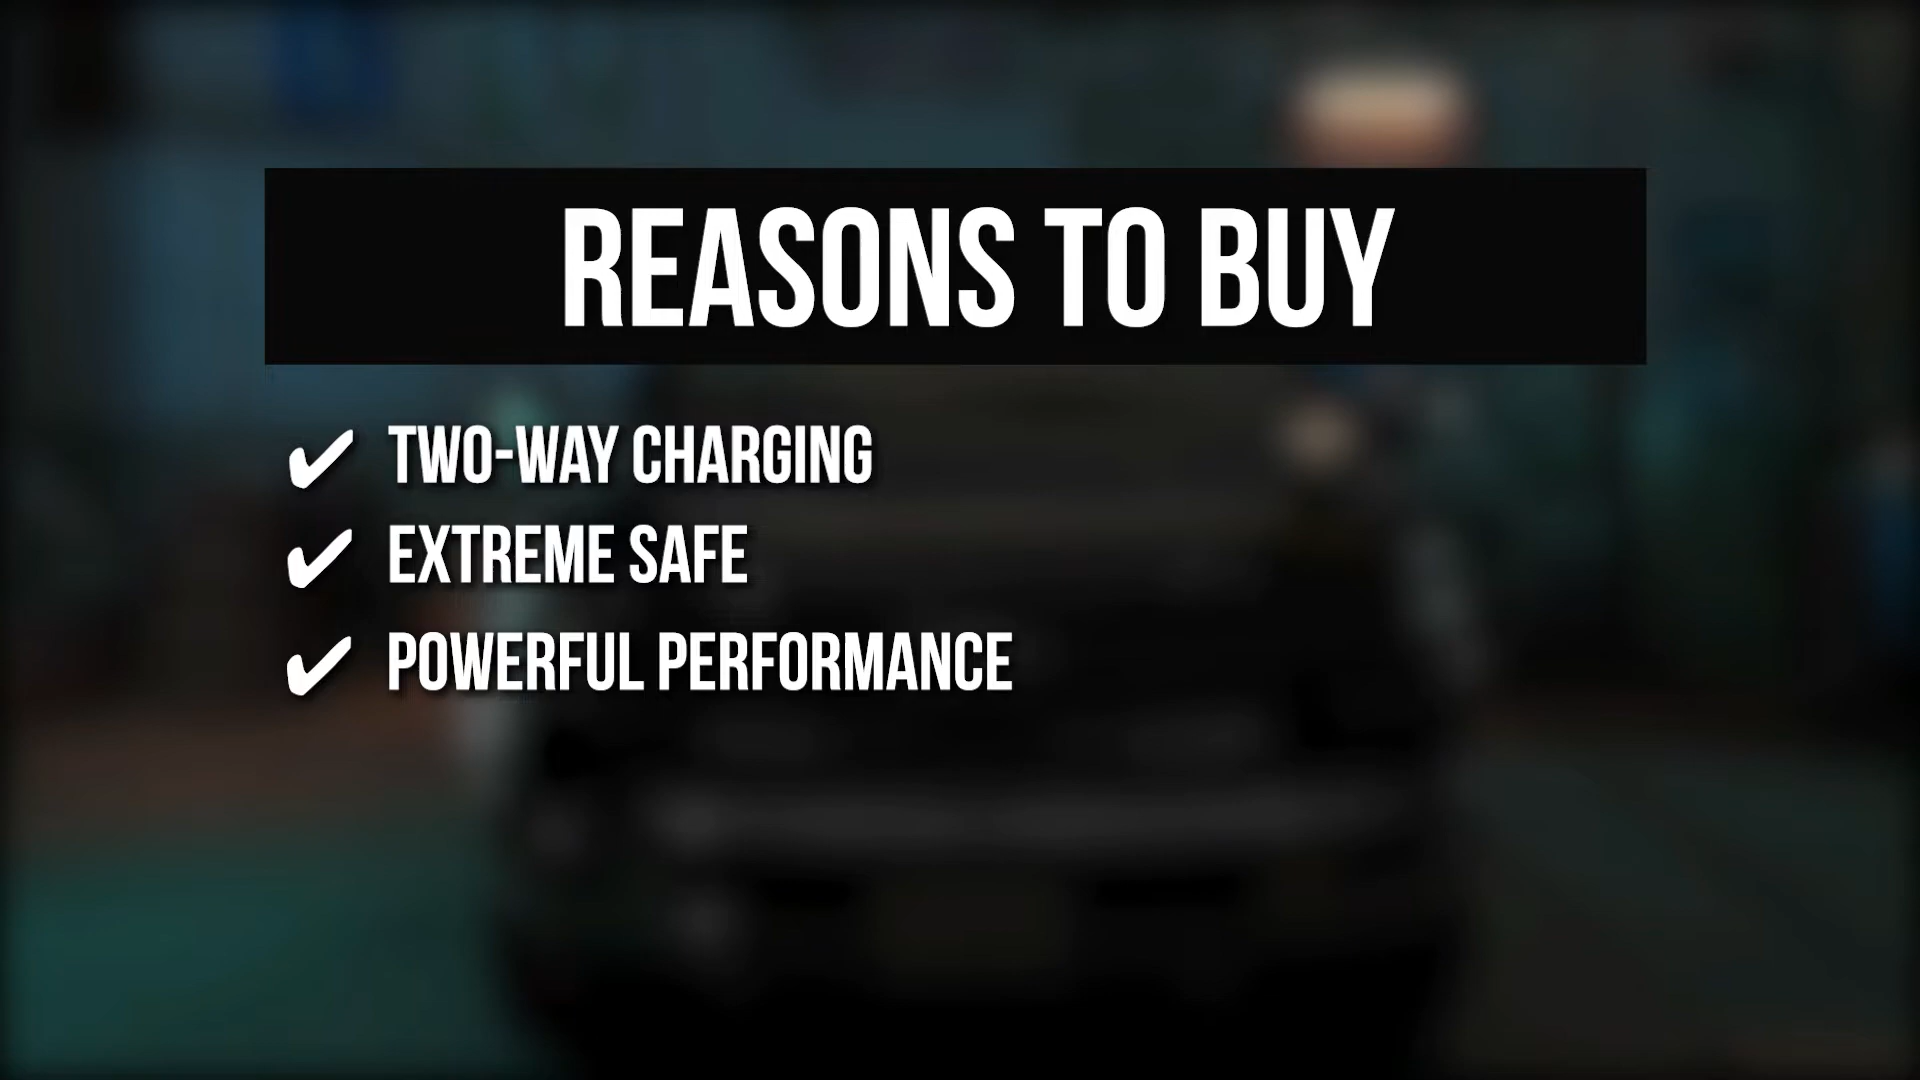 REASONS TO BUY
✔ TWO-WAY CHARGING
✔ EXTREME SAFE
✔ POWERFUL PERFORMANCE